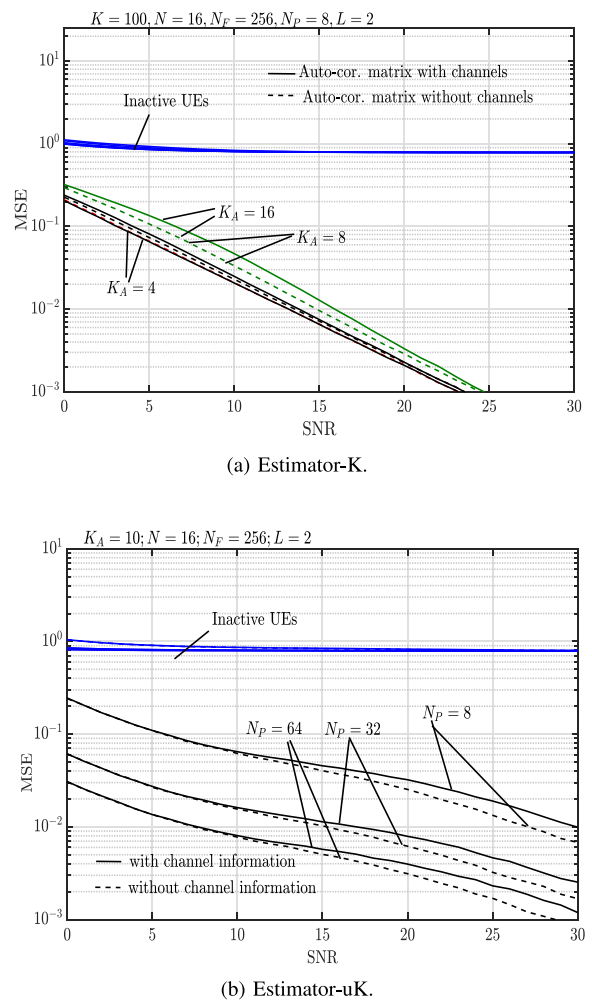 K = 100, N = 16, N_F = 256, N_P = 8, L = 2
10^1
Auto-cor. matrix with channels
Auto-cor. matrix without channels
Inactive UEs
10^0
MSE
10^{-1}
K_A = 16
K_A = 8
K_A = 4
10^{-2}
10^{-3}
0 5 10 15 20 25 30
SNR
(a) Estimator-K.
K_A = 10; N = 16; N_F = 256; L = 2
10^1
Inactive UEs
10^0
MSE
10^{-1}
N_P = 64 N_P = 32 N_P = 8
10^{-2}
with channel information
without channel information
10^{-3}
0 5 10 15 20 25 30
SNR
(b) Estimator-uK.